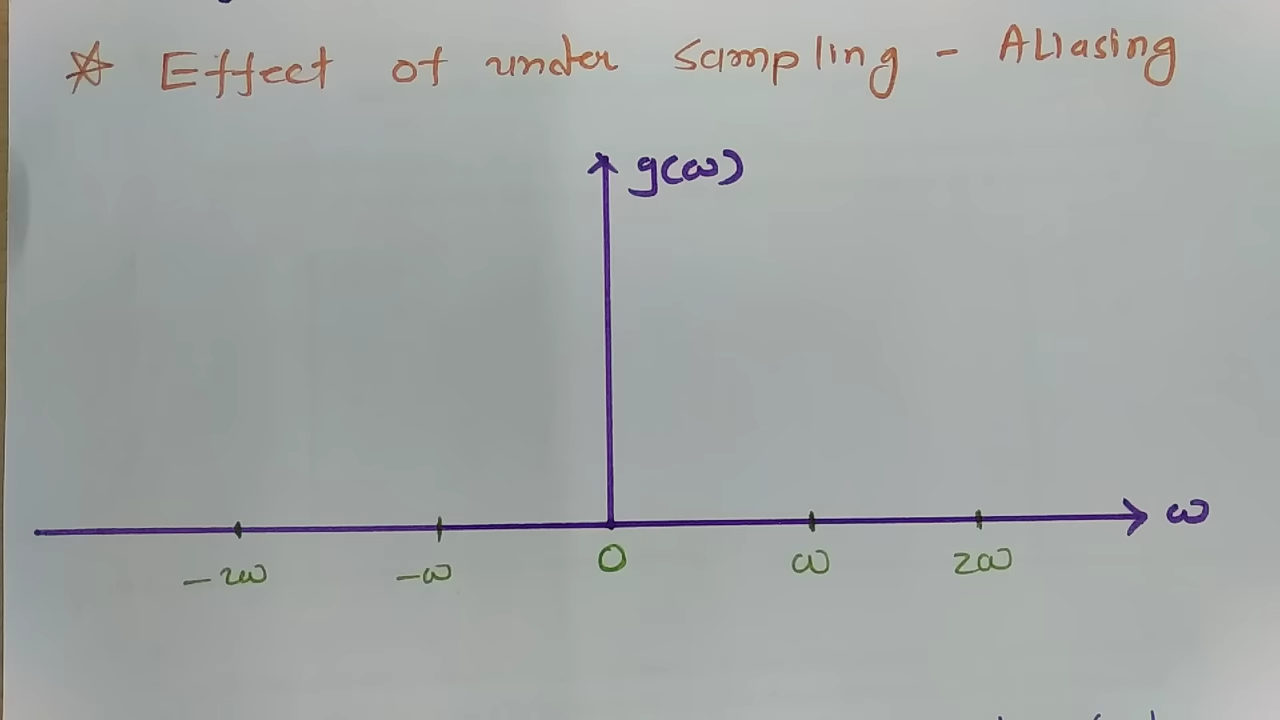 * Effect of under sampling - Aliasing
g(ω)
ω
-2ω -ω 0 ω 2ω